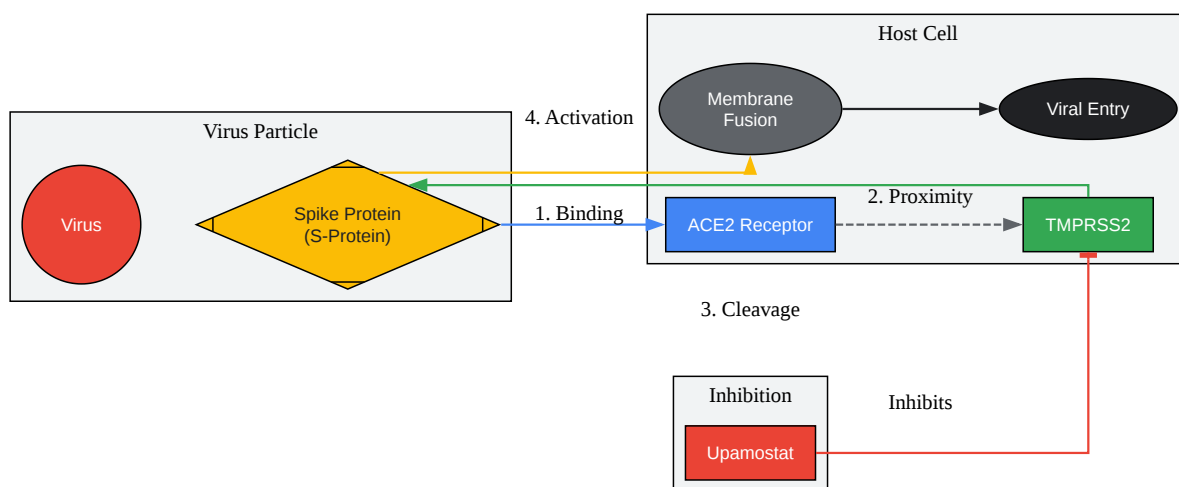 Host Cell
Membrane
Fusion
Viral Entry
4. Activation
Virus Particle
Virus
Spike Protein
(S-Protein)
1. Binding
ACE2 Receptor
2. Proximity
TMPRSS2
3. Cleavage
Inhibition
Upamostat
Inhibits